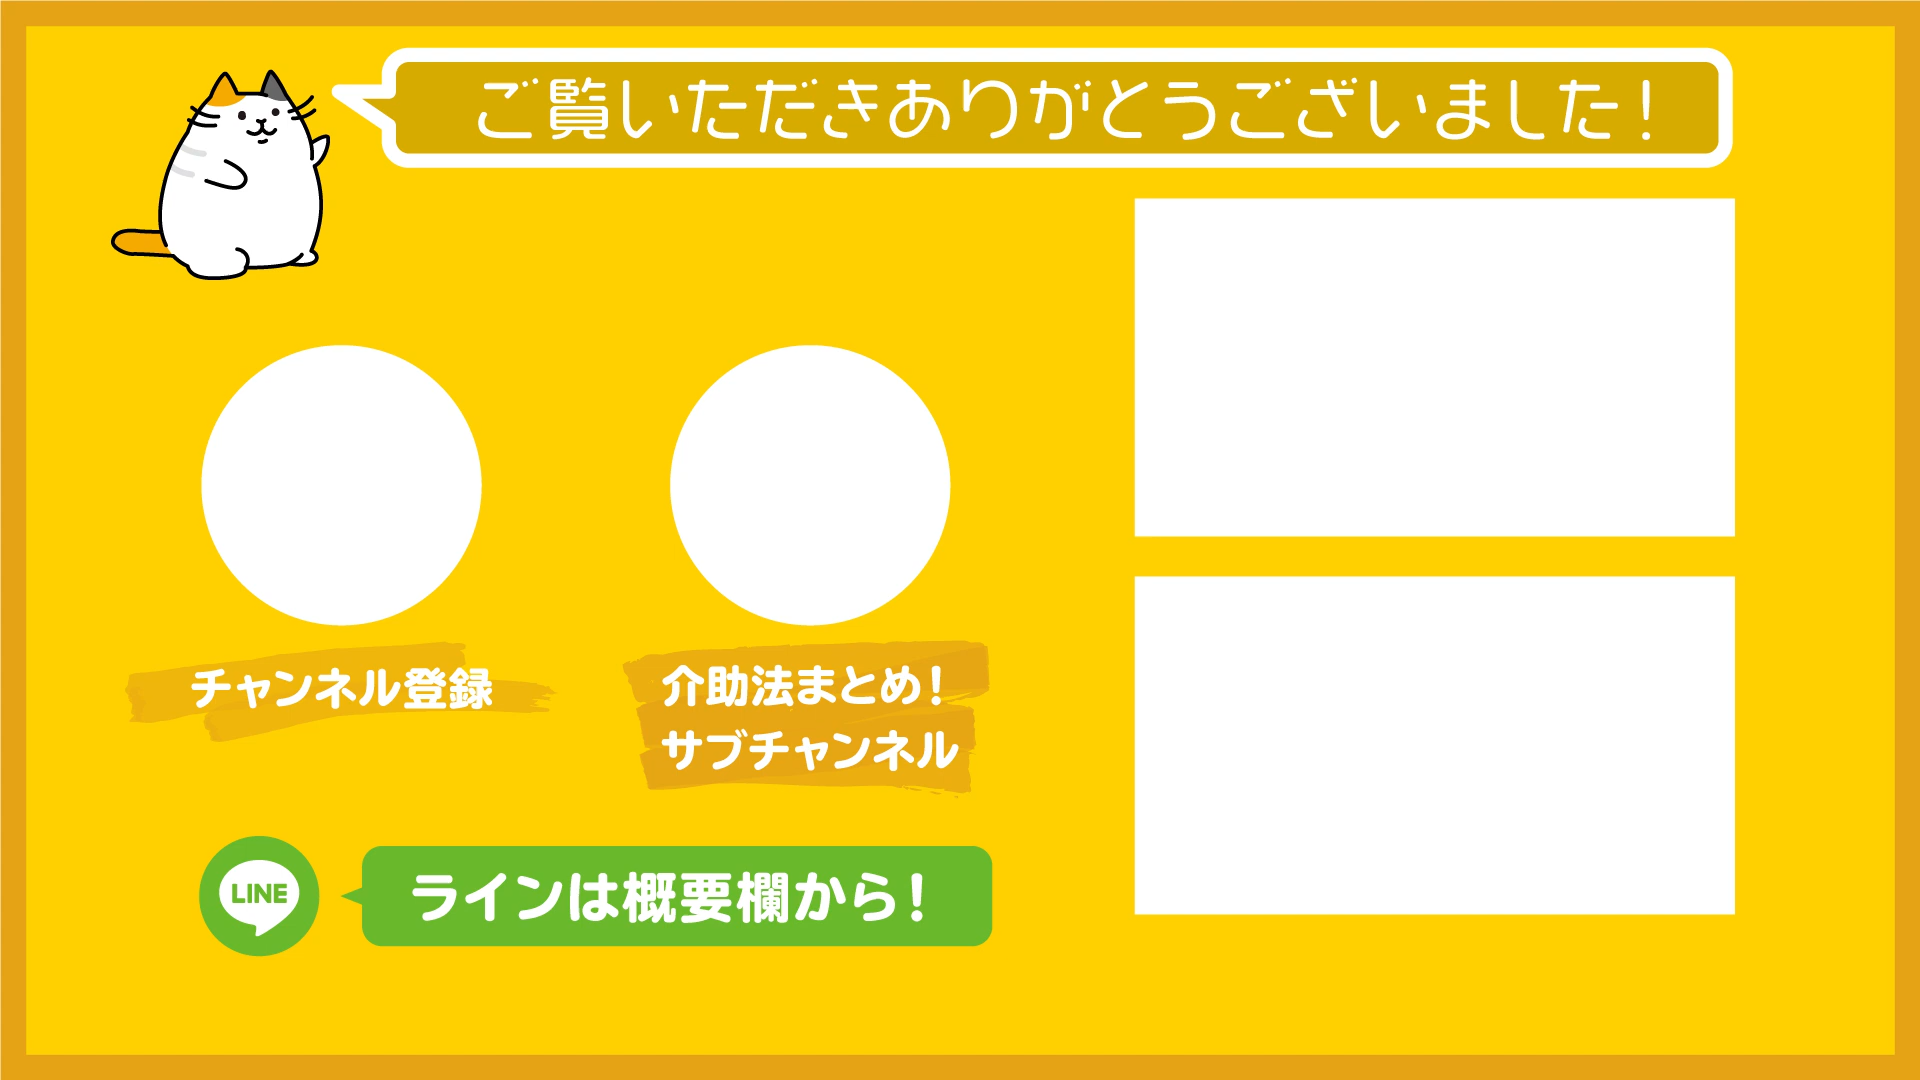 ご覧いただきありがとうございました!
チャンネル登録
介助法まとめ!
サブチャンネル
LINE
ラインは概要欄から!